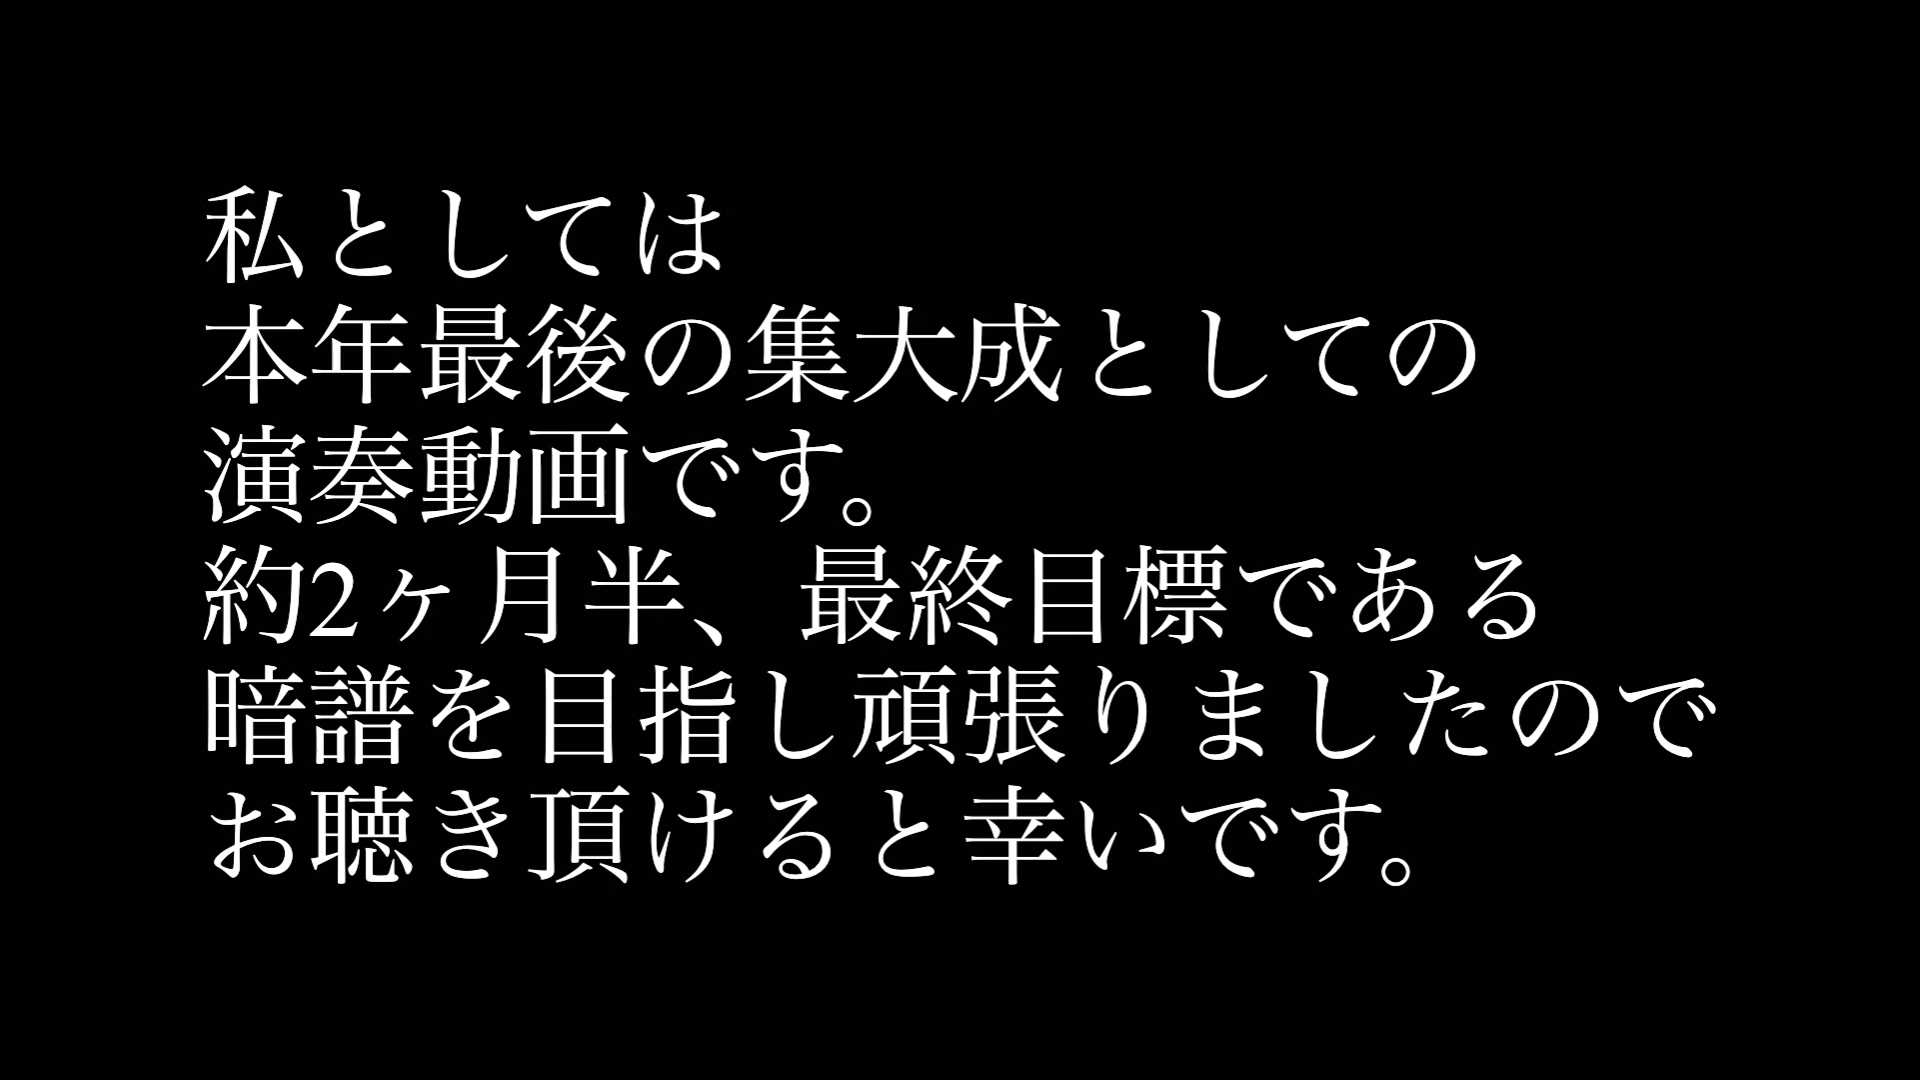 私としては
本年最後の集大成としての
演奏動画です。
約2ヶ月半、最終目標である
暗譜を目指し頑張りましたので
お聴き頂けると幸いです。